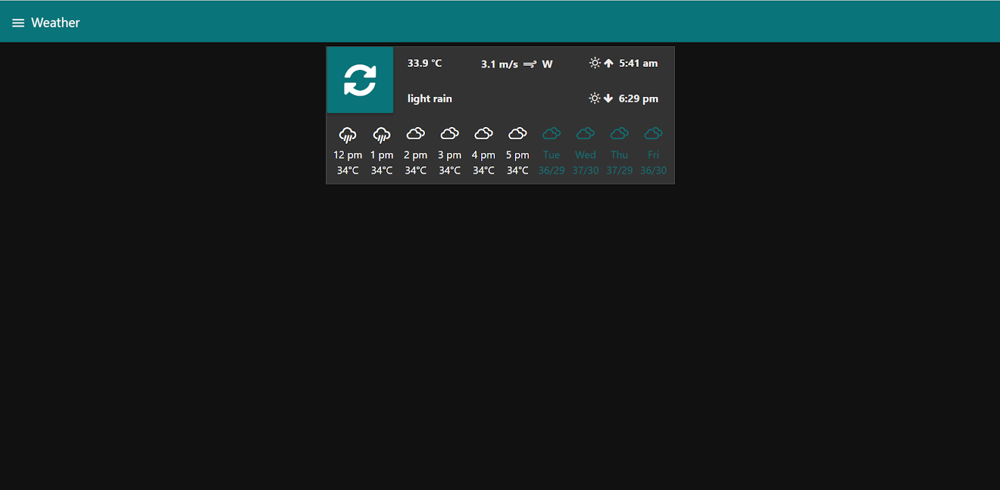 Weather
33.9 °C 3.1 m/s W 5:41 am
light rain 6:29 pm
12 pm 1 pm 2 pm 3 pm 4 pm 5 pm Tue Wed Thu Fri
34°C 34°C 34°C 34°C 34°C 34°C 36/29 37/30 37/29 36/30